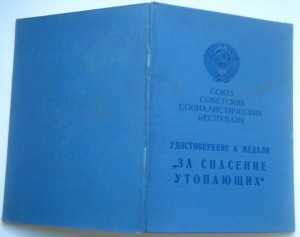 СОЮЗ
СОВЕТСКИХ
СОЦИАЛИСТИЧЕСКИХ
РЕСПУБЛИК
УДОСТОВЕРЕНИЕ К МЕДАЛИ
„ЗА СПАСЕНИЕ
УТОПАЮЩИХ“